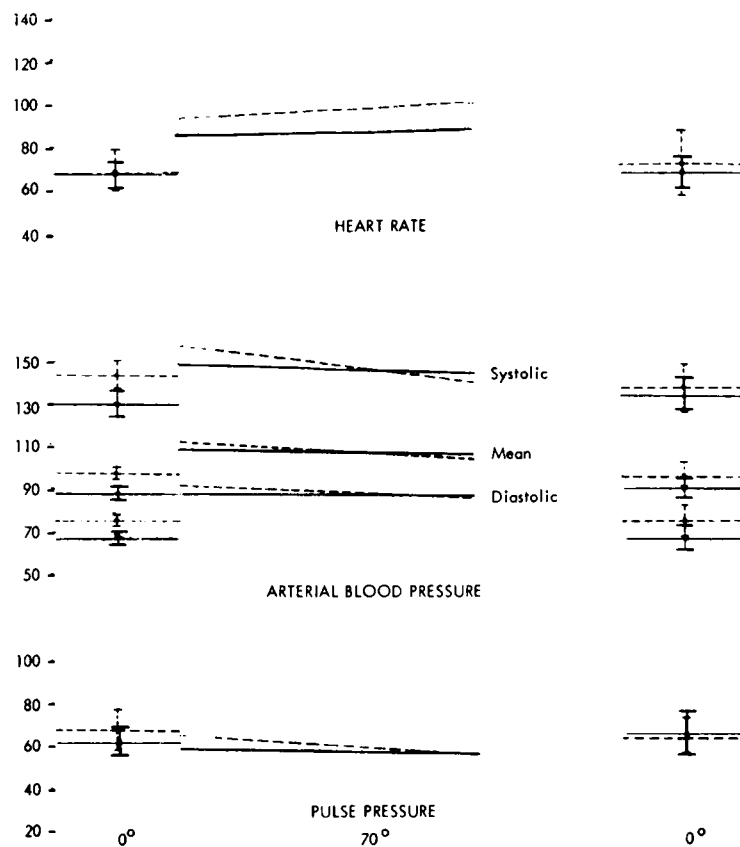 140
120
100
80
60
40
HEART RATE
150
130
110
90
70
50
Systolic
Mean
Diastolic
ARTERIAL BLOOD PRESSURE
100
80
60
40
20
PULSE PRESSURE
0° 70° 0°